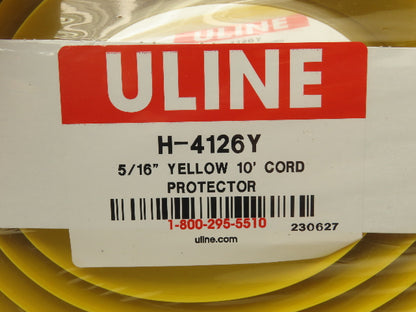 ULINE
H-4126Y
5/16" YELLOW 10' CORD
PROTECTOR
1-800-295-5510
230627
uline.com